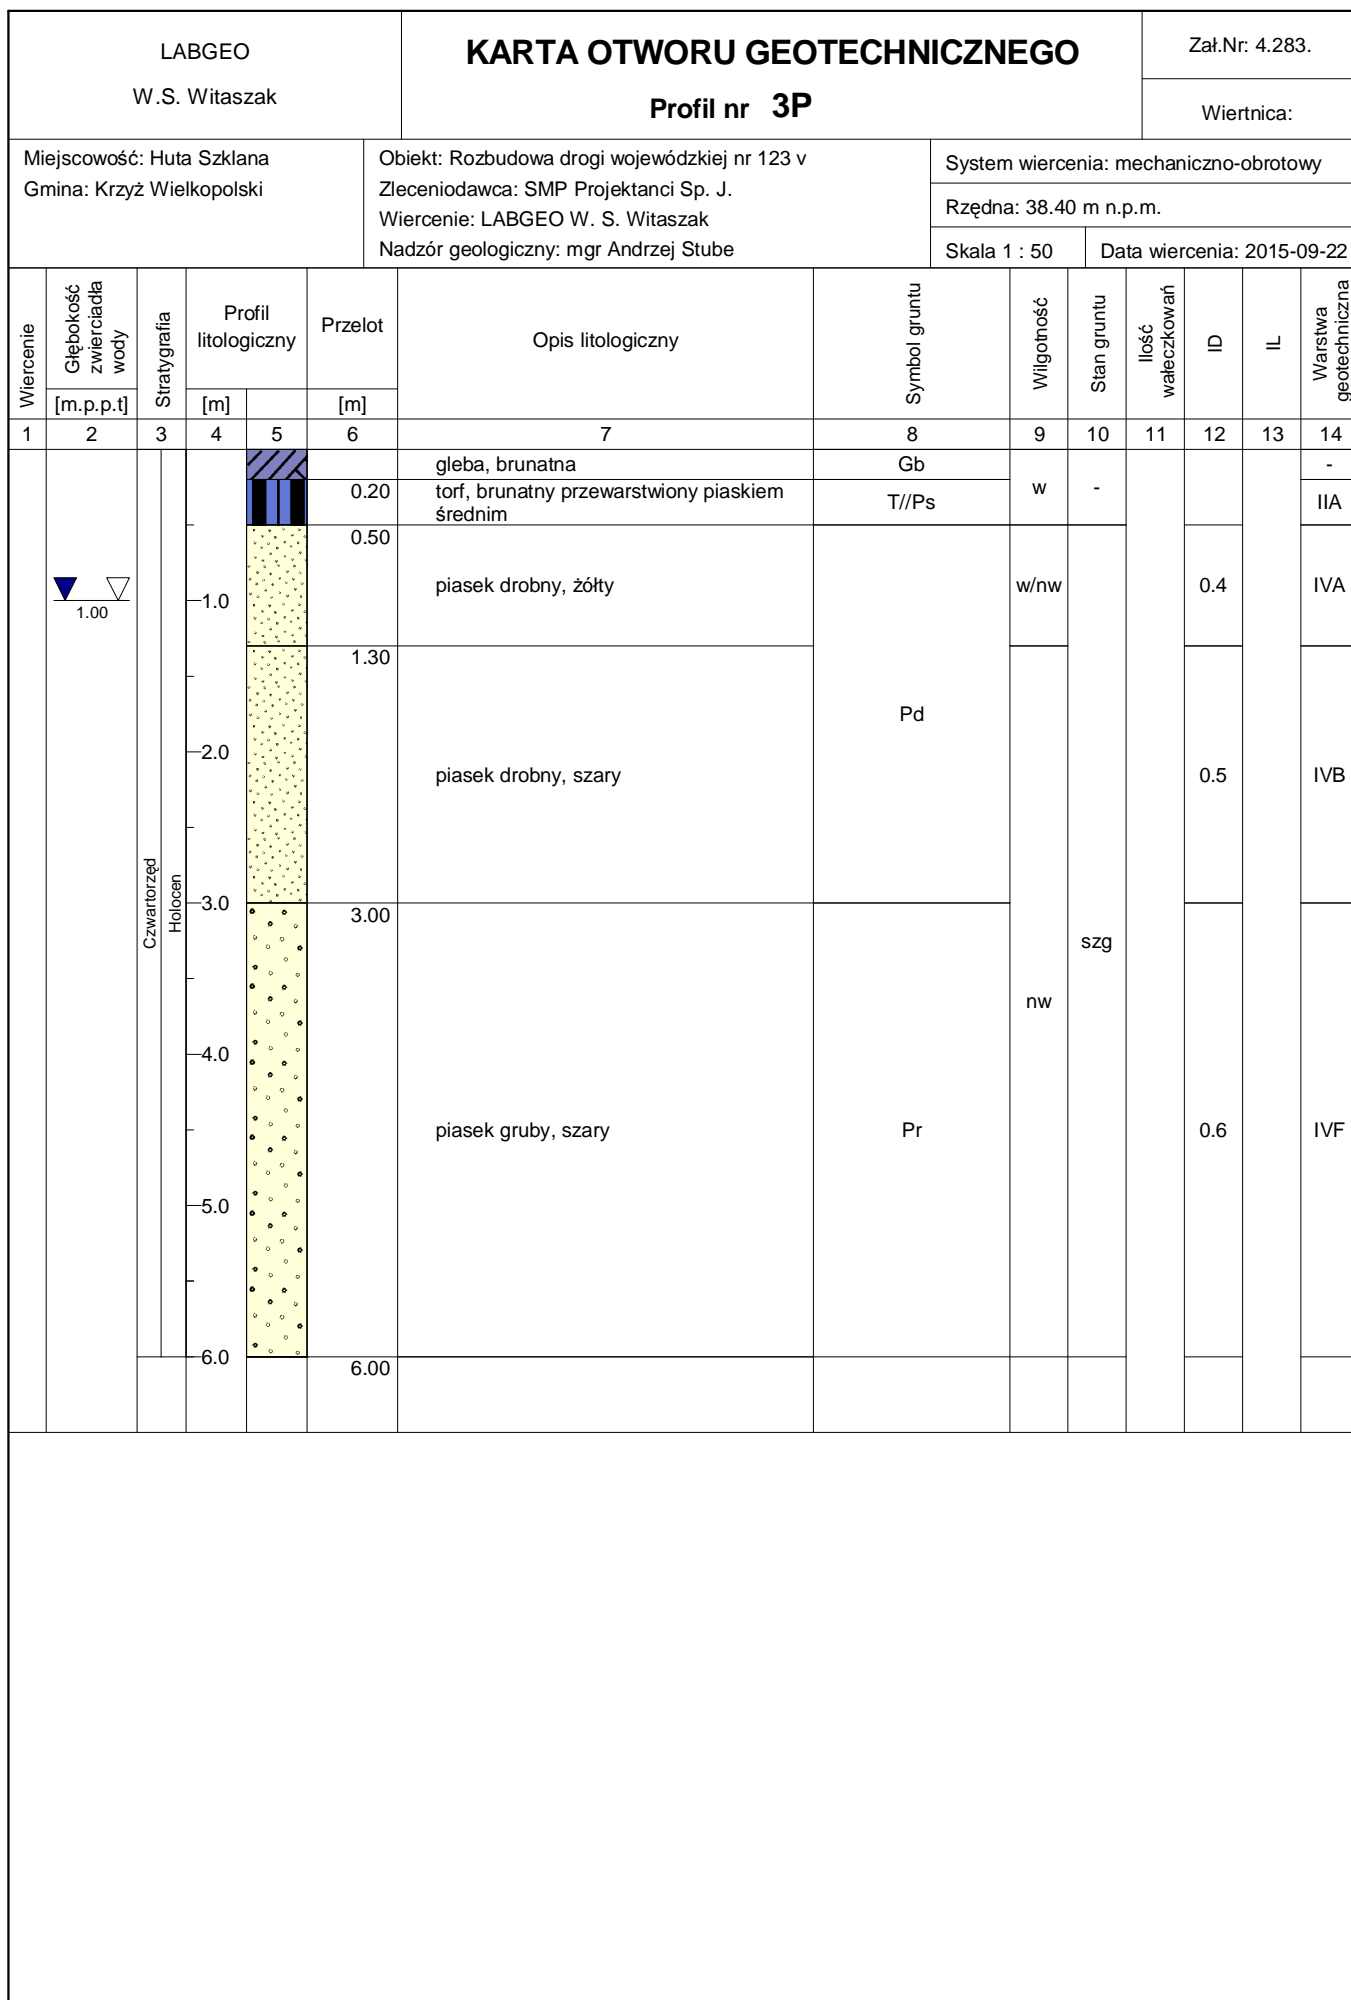 LABGEO
W.S. Witaszak
KARTA OTWORU GEOTECHNICZNEGO
Profil nr 3P
Zał.Nr: 4.283.
Wiertnica:
Miejscowość: Huta Szklana
Gmina: Krzyż Wielkopolski
Obiekt: Rozbudowa drogi wojewódzkiej nr 123 v
Zleceniodawca: SMP Projektanci Sp. J.
Wiercenie: LABGEO W. S. Witaszak
Nadzór geologiczny: mgr Andrzej Stube
System wiercenia: mechaniczno-obrotowy
Rzędna: 38.40 m n.p.m.
Skala 1 : 50
Data wiercenia: 2015-09-22
Wiercenie
Głębokość
zwierciadła
wody
[m.p.p.t]
Stratygrafia
Profil
litologiczny
[m]
Przelot
[m]
Opis litologiczny
Symbol gruntu
Wilgotność
Stan gruntu
Ilość
wałeczkowań
ID
IL
Warstwa
geotechniczna
1 2 3 4 5 6 7 8 9 10 11 12 13 14
gleba, brunatna
Gb
w
-
-
0.20
torf, brunatny przewarstwiony piaskiem
średnim
T//Ps
IIA
0.50
1.00
1.0
piasek drobny, żółty
w/nw
0.4
IVA
1.30
Pd
2.0
piasek drobny, szary
0.5
IVB
Czwartorzęd
Holocen
3.0
3.00
szg
nw
4.0
piasek gruby, szary
Pr
0.6
IVF
5.0
6.0
6.00